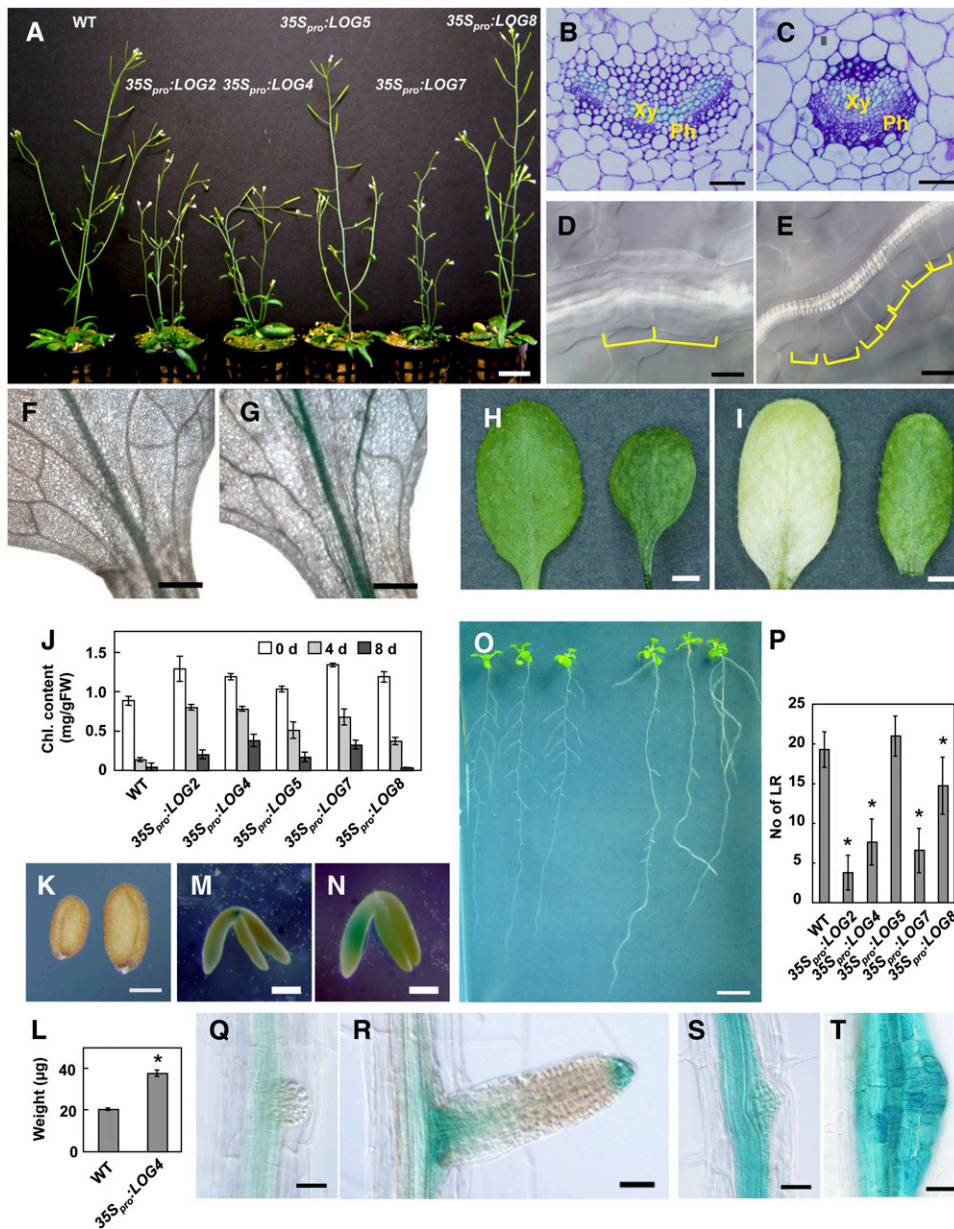 A
WT
35Spro:LOG2
35Spro:LOG4
35Spro:LOG5
35Spro:LOG7
35Spro:LOG8
B
Xy
Ph
C
Xy
Ph
D
E
F
G
H
I
J
Chl. content
(mg/gFW)
0 d 4 d 8 d
1.5
1.0
0.5
0
WT
35Spro:LOG2
35Spro:LOG4
35Spro:LOG5
35Spro:LOG7
35Spro:LOG8
K
M
N
O
P
No of LR
25
20
15
10
5
0
* * * *
WT
35Spro:LOG2
35Spro:LOG4
35Spro:LOG5
35Spro:LOG7
35Spro:LOG8
L
Weight (µg)
40
20
0
*
WT
35Spro:LOG4
Q
R
S
T